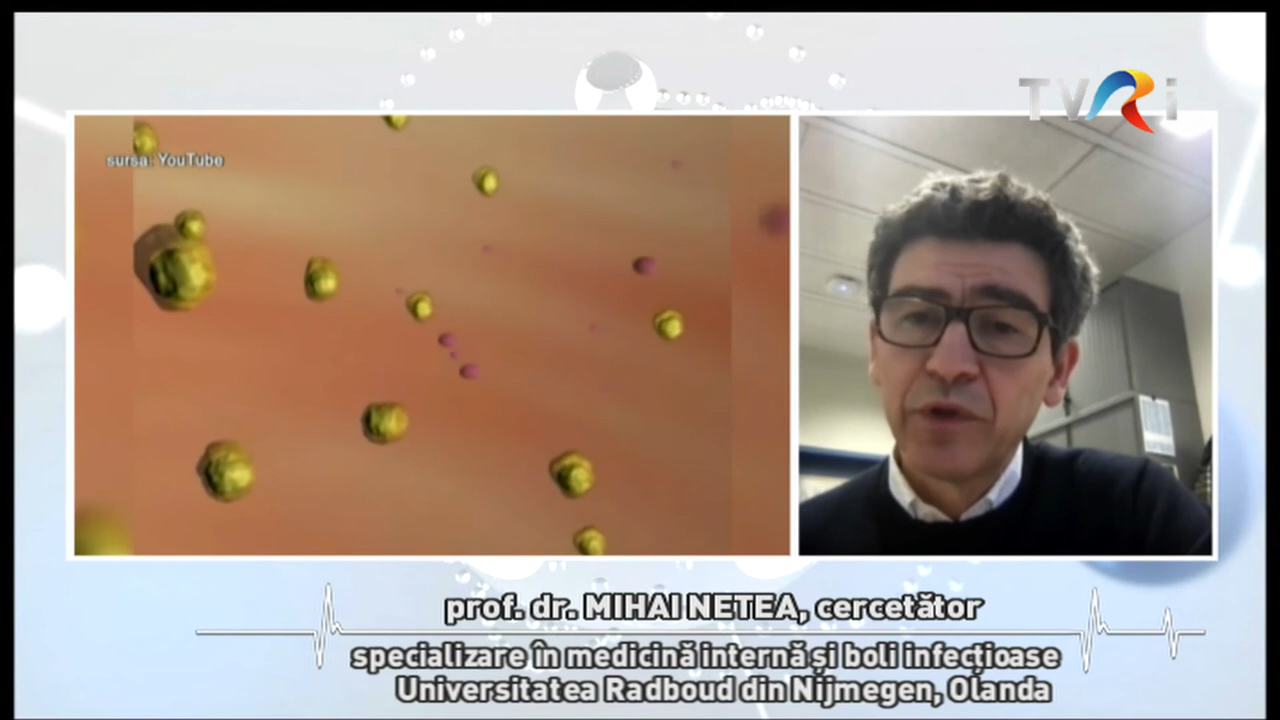 TVRi
sursa: YouTube
prof. dr. MIHAI NETEA, cercetător
specializare în medicină internă și boli infecțioase
Universitatea Radboud din Nijmegen, Olanda